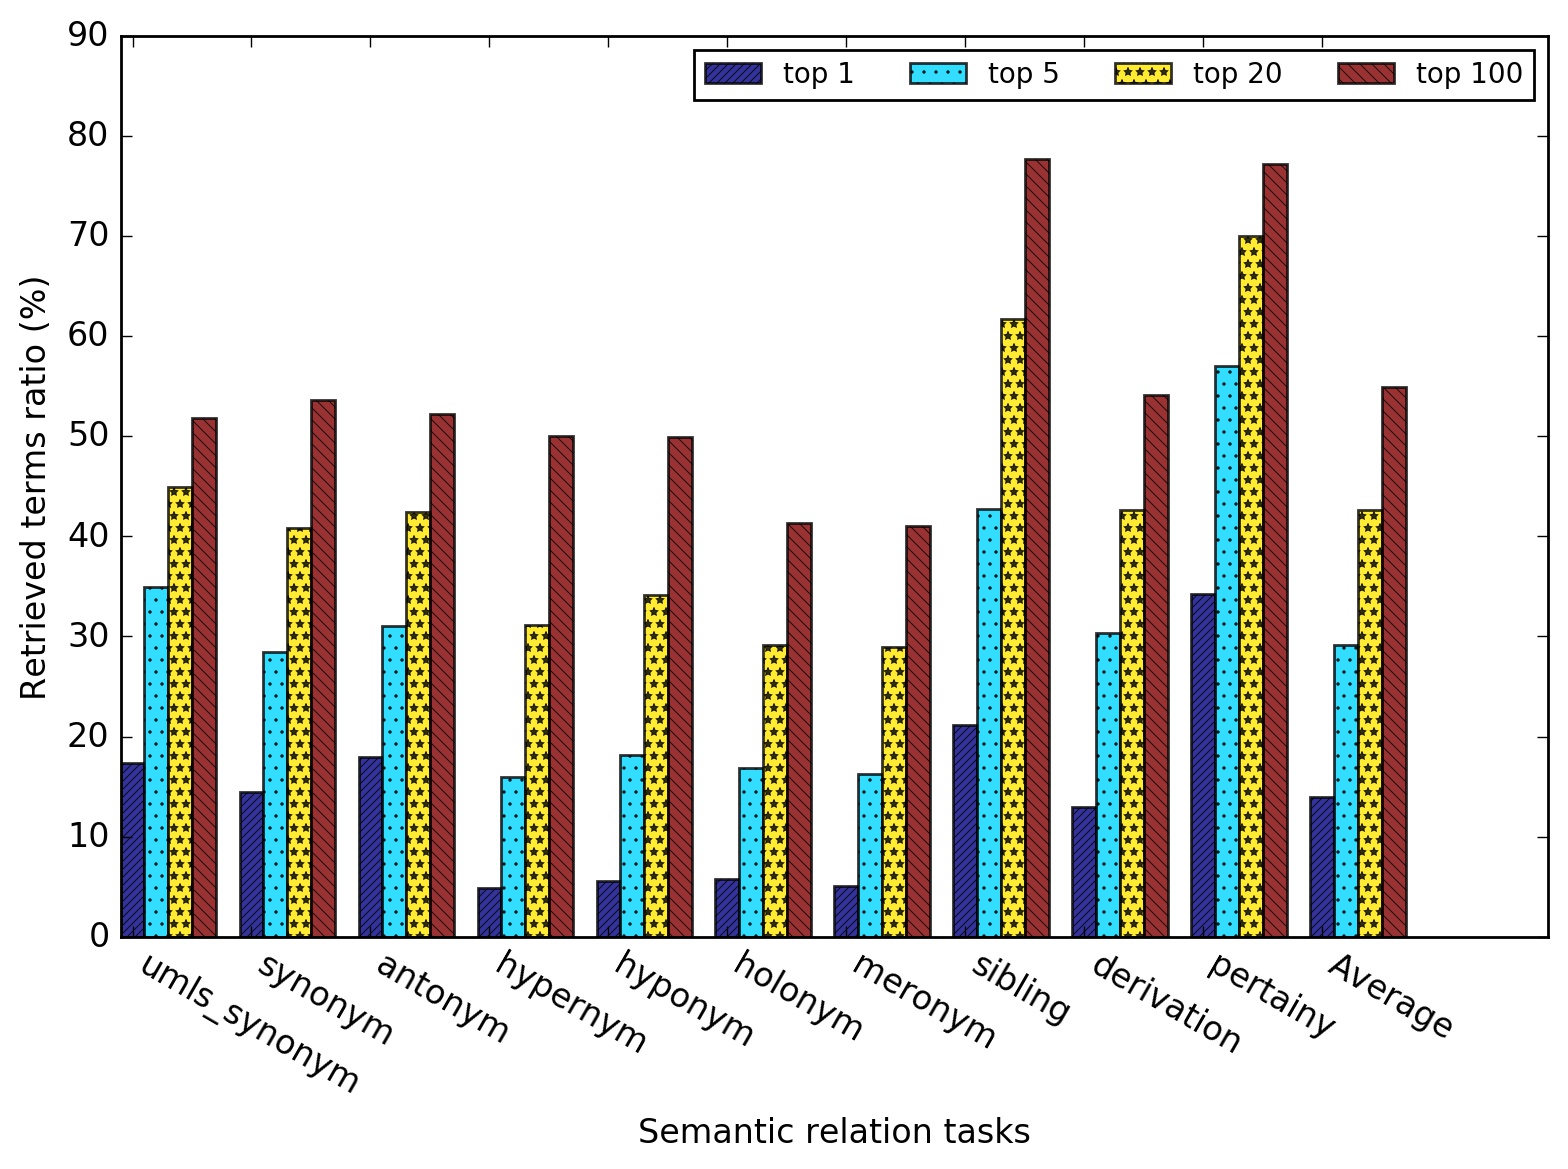 90
80
70
60
50
40
30
20
10
0
Retrieved terms ratio (%)
top 1 top 5 top 20 top 100
umls_synonym
synonym
antonym
hypernym
hyponym
holonym
meronym
sibling
derivation
pertainy
Average
Semantic relation tasks